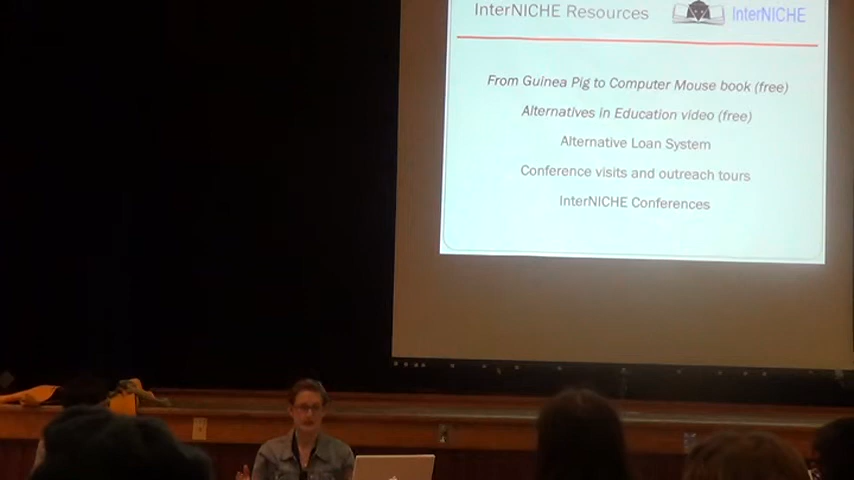 InterNICHE Resources
InterNICHE
From Guinea Pig to Computer Mouse book (free)
Alternatives in Education video (free)
Alternative Loan System
Conference visits and outreach tours
InterNICHE Conferences